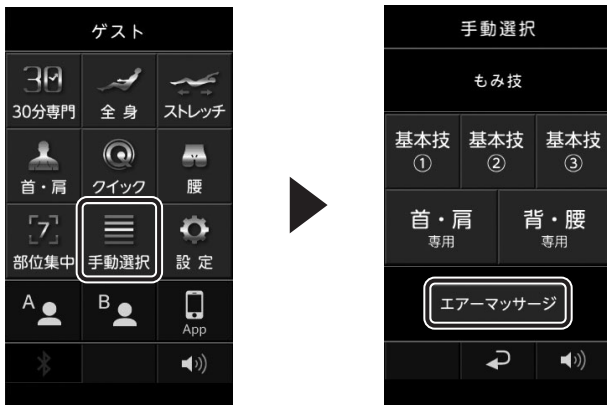 ゲスト
30
30分専門
全 身
ストレッチ
首・肩
クイック
腰
7
部位集中
手動選択
設 定
A
B
App
手動選択
もみ技
基本技
①
基本技
②
基本技
③
首・肩
専用
背・腰
専用
エアーマッサージ